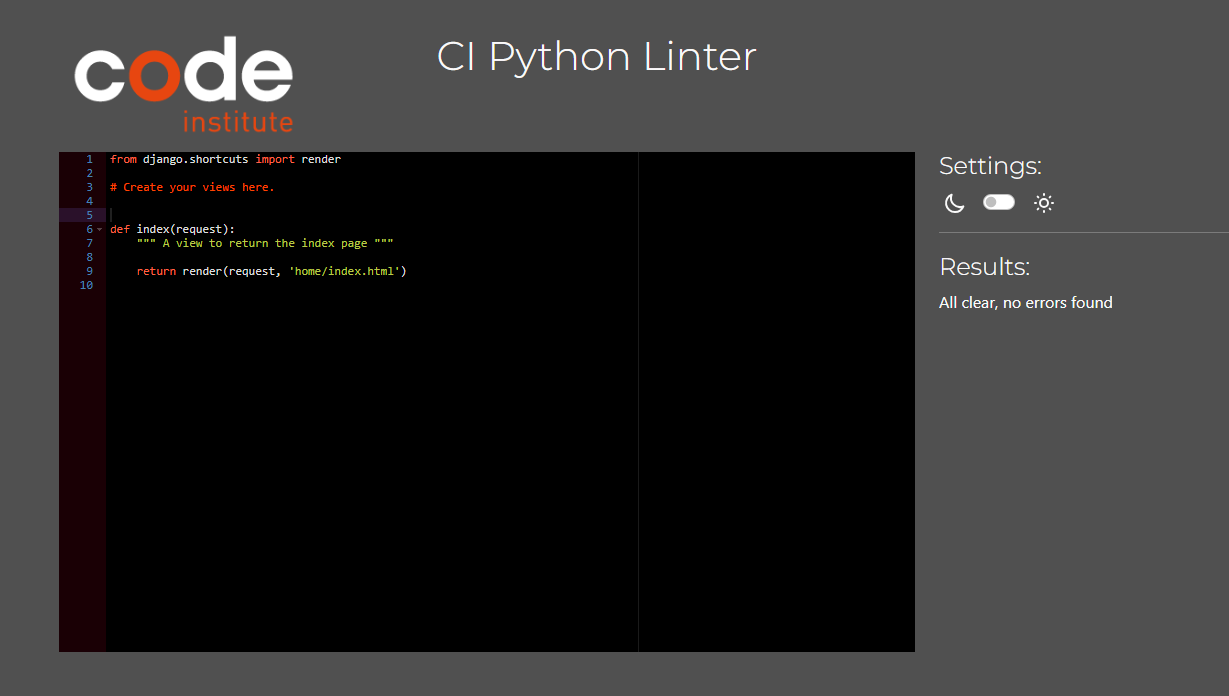 code
institute
CI Python Linter
1 from django.shortcuts import render
2
3 # Create your views here.
4
5
6 def index(request):
7 """ A view to return the index page """
8
9 return render(request, 'home/index.html')
10
Settings:
Results:
All clear, no errors found